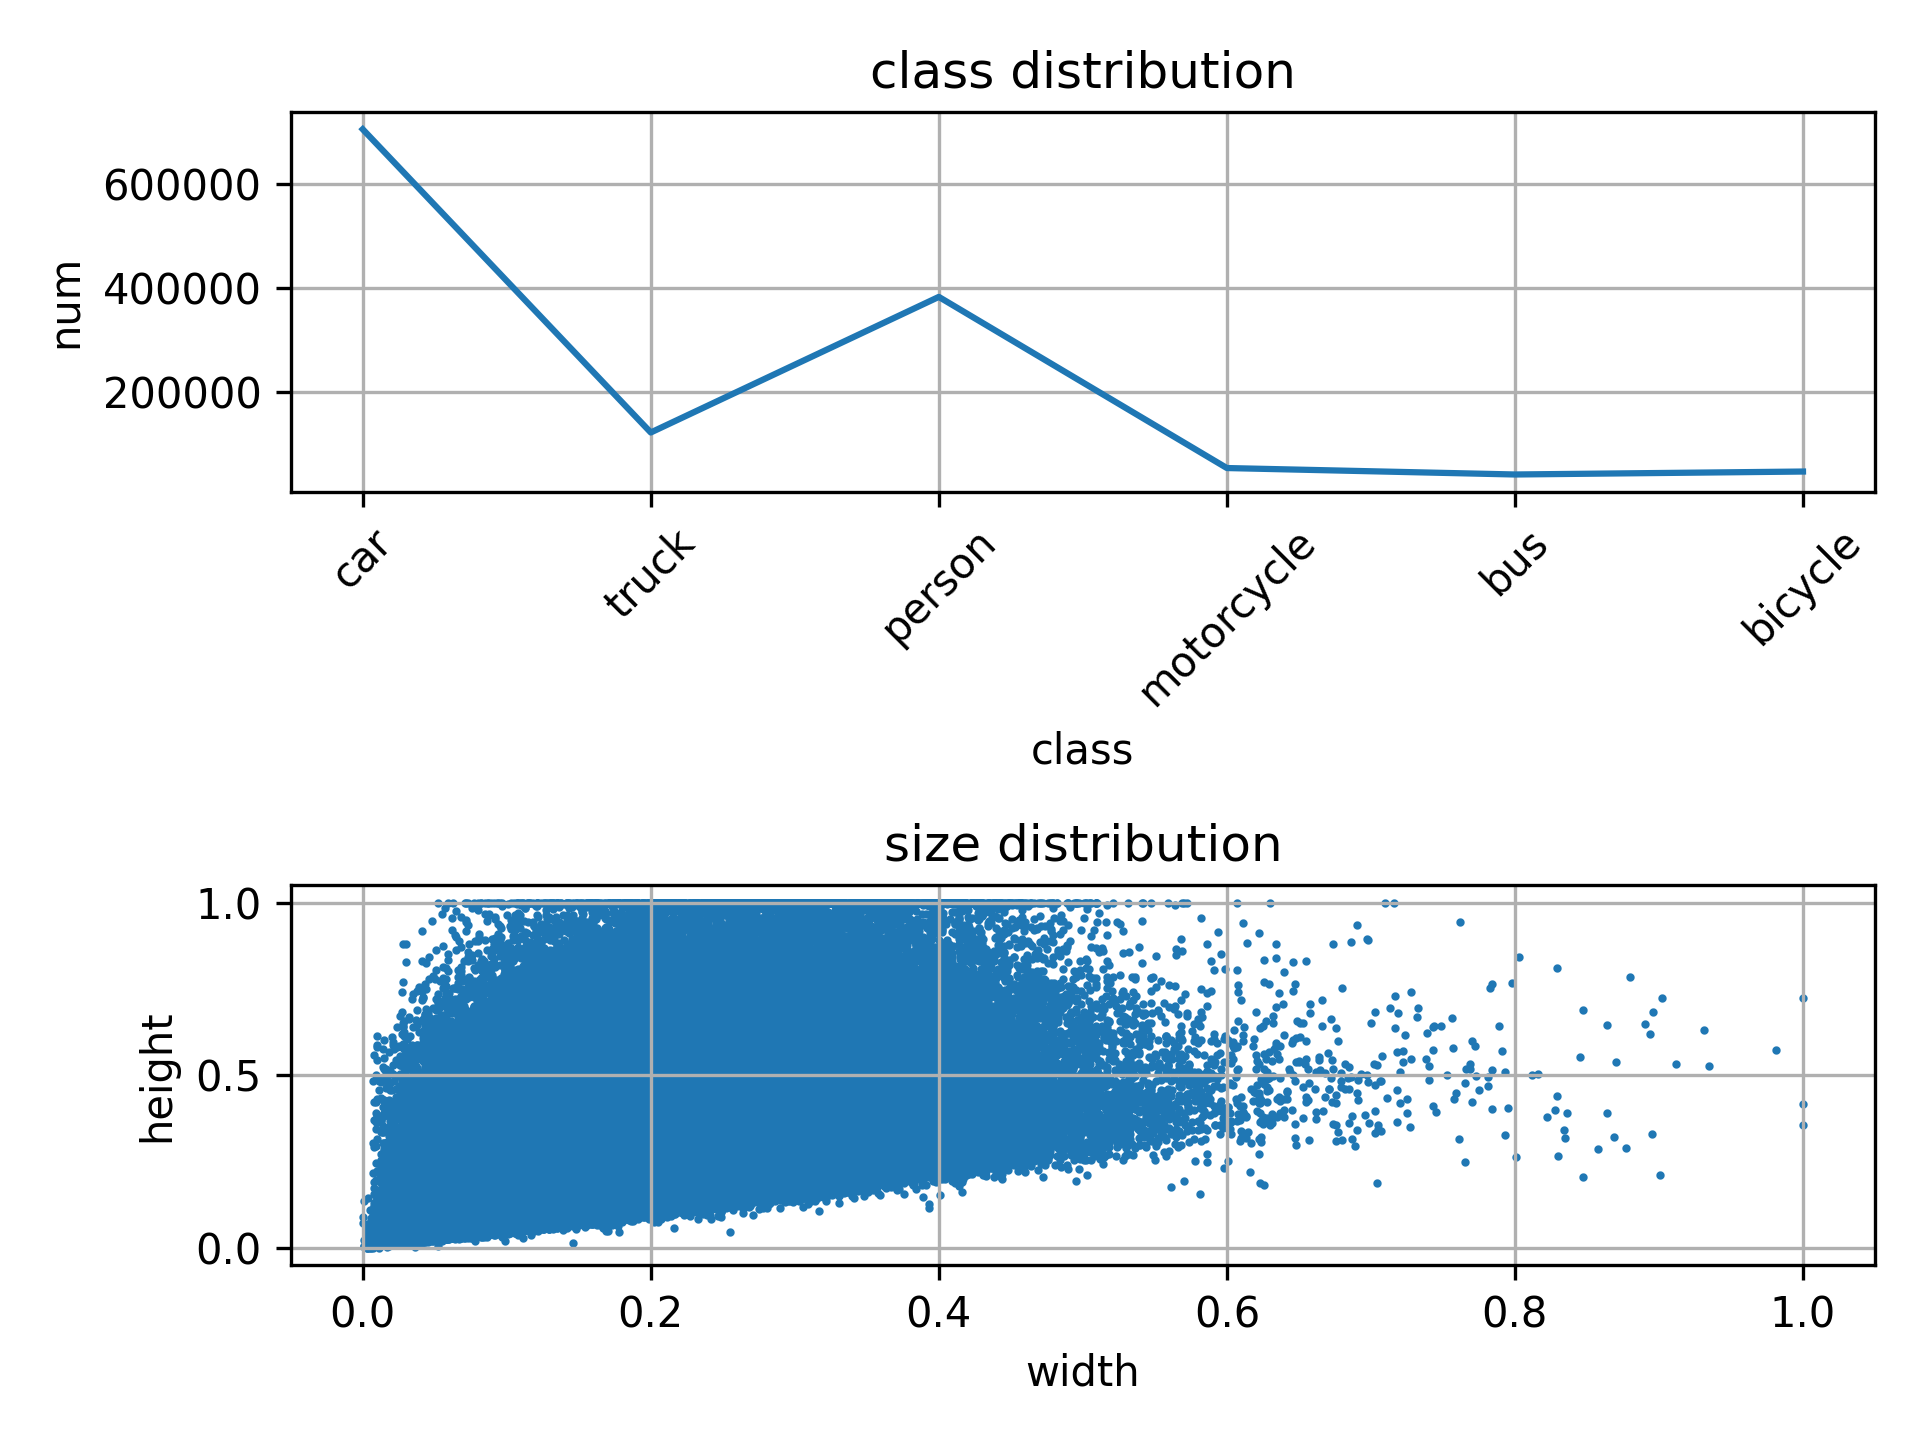 class distribution
600000
400000
200000
num
car
truck
person
motorcycle
bus
bicycle
class
size distribution
1.0
0.5
0.0
height
0.0 0.2 0.4 0.6 0.8 1.0
width